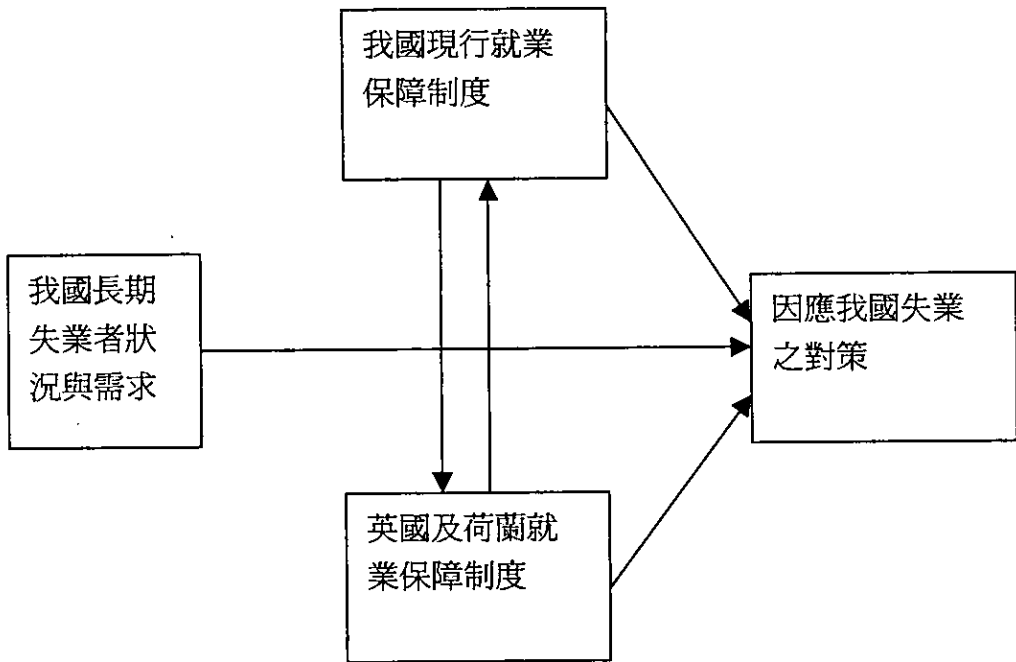 我國現行就業
保障制度
我國長期
失業者狀
況與需求
因應我國失業
之對策
英國及荷蘭就
業保障制度